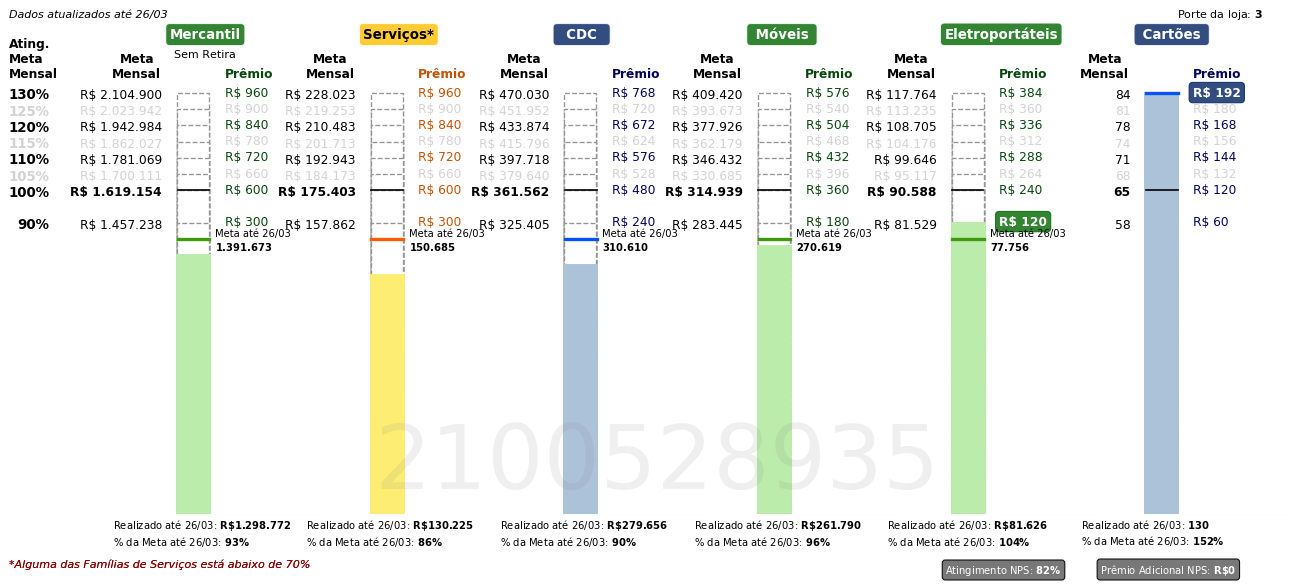 Dados atualizados até 26/03
Porte da loja: 3
Mercantil Serviços* CDC Móveis Eletroportáteis Cartões
Sem Retira
Ating. Meta Mensal
Meta Mensal Prêmio Meta Mensal Prêmio Meta Mensal Prêmio Meta Mensal Prêmio Meta Mensal Prêmio Meta Mensal Prêmio
130% R$ 2.104.900 R$ 960 R$ 228.023 R$ 960 R$ 470.030 R$ 768 R$ 409.420 R$ 576 R$ 117.764 R$ 384 84 R$ 192
125% R$ 2.023.942 R$ 900 R$ 219.253 R$ 900 R$ 451.952 R$ 720 R$ 393.673 R$ 540 R$ 113.235 R$ 360 81 R$ 180
120% R$ 1.942.984 R$ 840 R$ 210.483 R$ 840 R$ 433.874 R$ 672 R$ 377.926 R$ 504 R$ 108.705 R$ 336 78 R$ 168
115% R$ 1.862.027 R$ 780 R$ 201.713 R$ 780 R$ 415.796 R$ 624 R$ 362.179 R$ 468 R$ 104.176 R$ 312 74 R$ 156
110% R$ 1.781.069 R$ 720 R$ 192.943 R$ 720 R$ 397.718 R$ 576 R$ 346.432 R$ 432 R$ 99.646 R$ 288 71 R$ 144
105% R$ 1.700.111 R$ 660 R$ 184.173 R$ 660 R$ 379.640 R$ 528 R$ 330.685 R$ 396 R$ 95.117 R$ 264 68 R$ 132
100% R$ 1.619.154 R$ 600 R$ 175.403 R$ 600 R$ 361.562 R$ 480 R$ 314.939 R$ 360 R$ 90.588 R$ 240 65 R$ 120
90% R$ 1.457.238 R$ 300 R$ 157.862 R$ 300 R$ 325.405 R$ 240 R$ 283.445 R$ 180 R$ 81.529 R$ 120 58 R$ 60
Meta até 26/03 Meta até 26/03 Meta até 26/03 Meta até 26/03 Meta até 26/03
1.391.673 150.685 310.610 270.619 77.756
2100528935
Realizado até 26/03: R$1.298.772 Realizado até 26/03: R$130.225 Realizado até 26/03: R$279.656 Realizado até 26/03: R$261.790 Realizado até 26/03: R$81.626 Realizado até 26/03: 130
% da Meta até 26/03: 93% % da Meta até 26/03: 86% % da Meta até 26/03: 90% % da Meta até 26/03: 96% % da Meta até 26/03: 104% % da Meta até 26/03: 152%
*Alguma das Famílias de Serviços está abaixo de 70%
Atingimento NPS: 82% Prêmio Adicional NPS: R$0